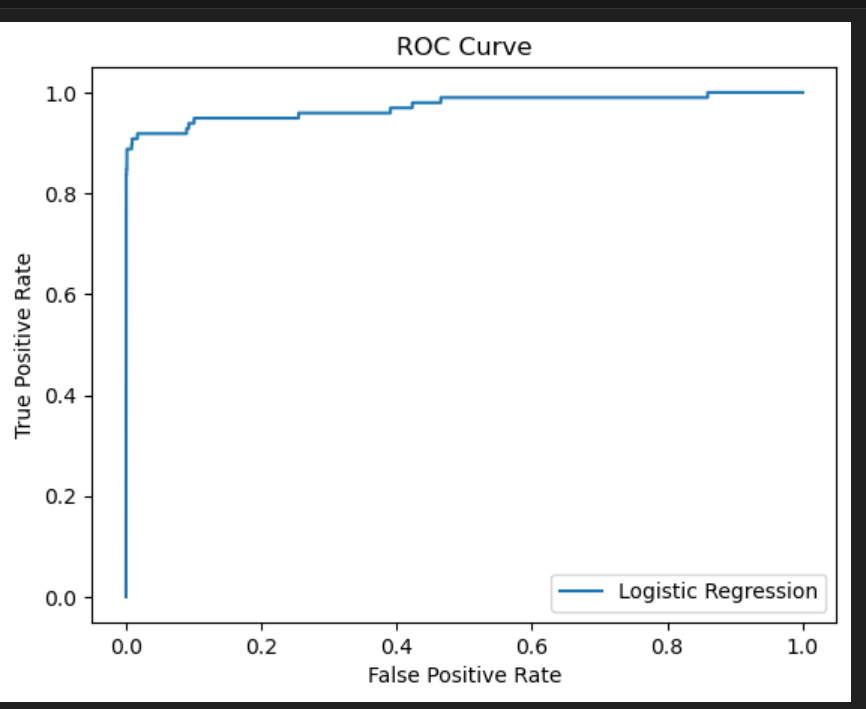 ROC Curve
1.0
0.8
0.6
0.4
0.2
0.0
True Positive Rate
0.0 0.2 0.4 0.6 0.8 1.0
False Positive Rate
Logistic Regression